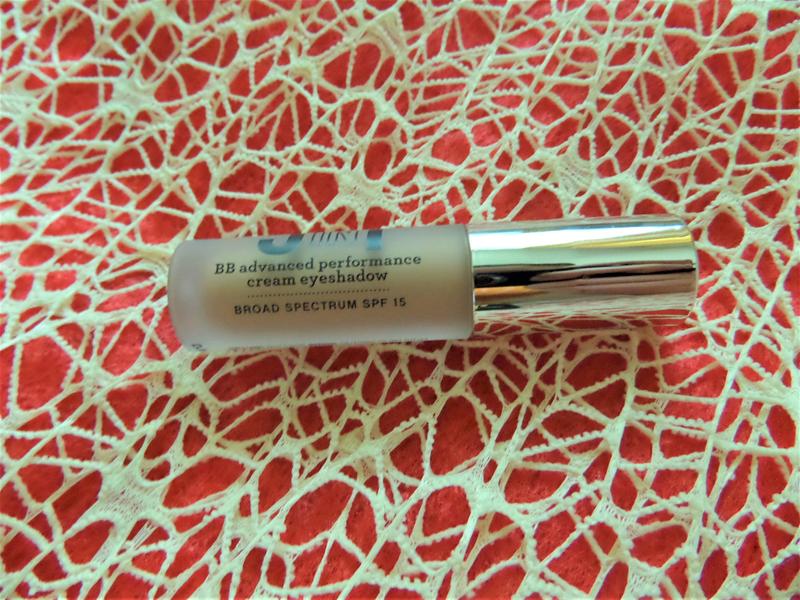 BB advanced performance
cream eyeshadow
BROAD SPECTRUM SPF 15